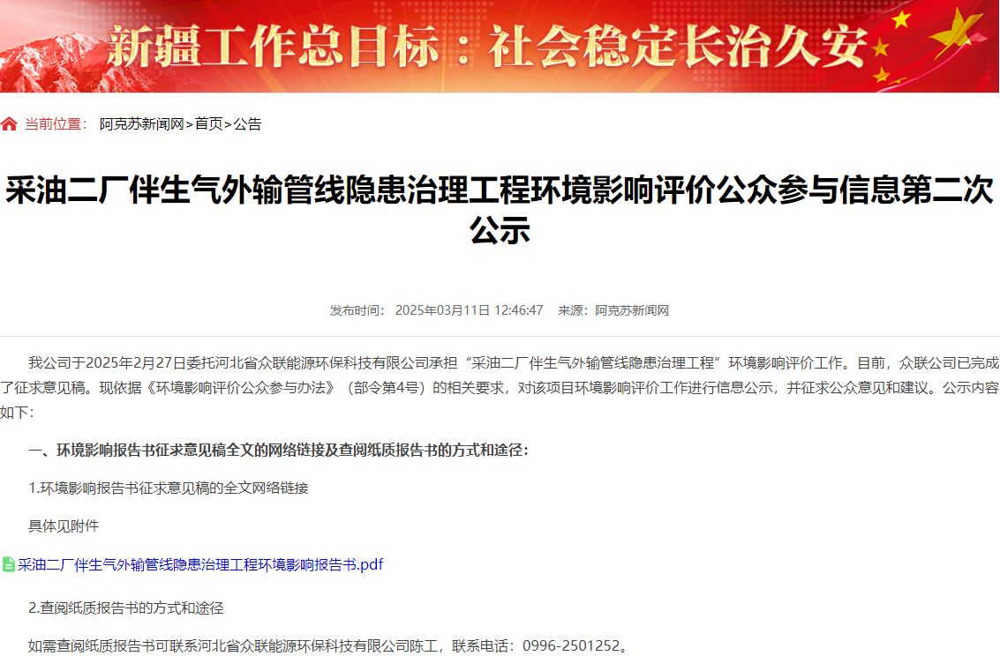 新疆工作总目标：社会稳定长治久安
当前位置： 阿克苏新闻网>首页>公告
采油二厂伴生气外输管线隐患治理工程环境影响评价公众参与信息第二次
公示
发布时间： 2025年03月11日 12:46:47 来源：阿克苏新闻网
我公司于2025年2月27日委托河北省众联能源环保科技有限公司承担“采油二厂伴生气外输管线隐患治理工程”环境影响评价工作。目前，众联公司已完成
了征求意见稿。现依据《环境影响评价公众参与办法》（部令第4号）的相关要求，对该项目环境影响评价工作进行信息公示，并征求公众意见和建议。公示内容
如下：
一、环境影响报告书征求意见稿全文的网络链接及查阅纸质报告书的方式和途径：
1.环境影响报告书征求意见稿的全文网络链接
具体见附件
采油二厂伴生气外输管线隐患治理工程环境影响报告书.pdf
2.查阅纸质报告书的方式和途径
如需查阅纸质报告书可联系河北省众联能源环保科技有限公司陈工，联系电话：0996-2501252。